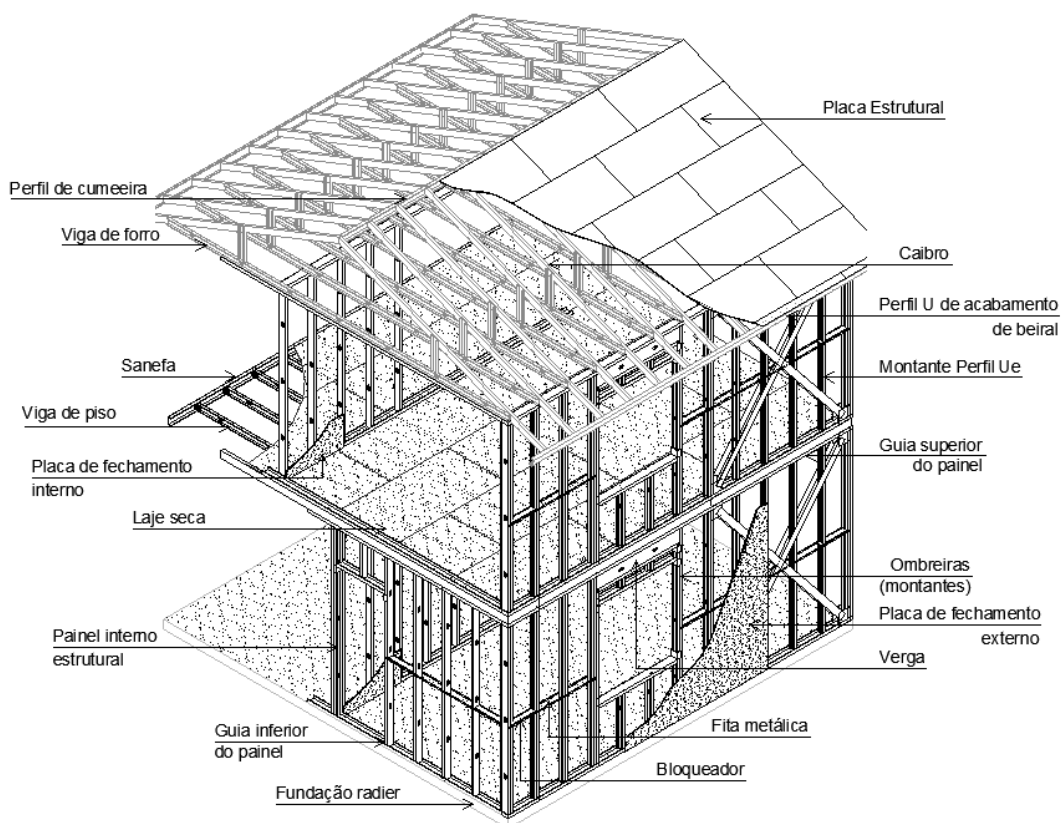 Placa Estrutural
Perfil de cumeeira
Viga de forro
Caibro
Perfil U de acabamento
de beiral
Sanefa
Montante Perfil Ue
Viga de piso
Placa de fechamento
interno
Guia superior
do painel
Laje seca
Ombreiras
(montantes)
Placa de fechamento
externo
Painel interno
estrutural
Verga
Guia inferior
do painel
Fita metálica
Bloqueador
Fundação radier